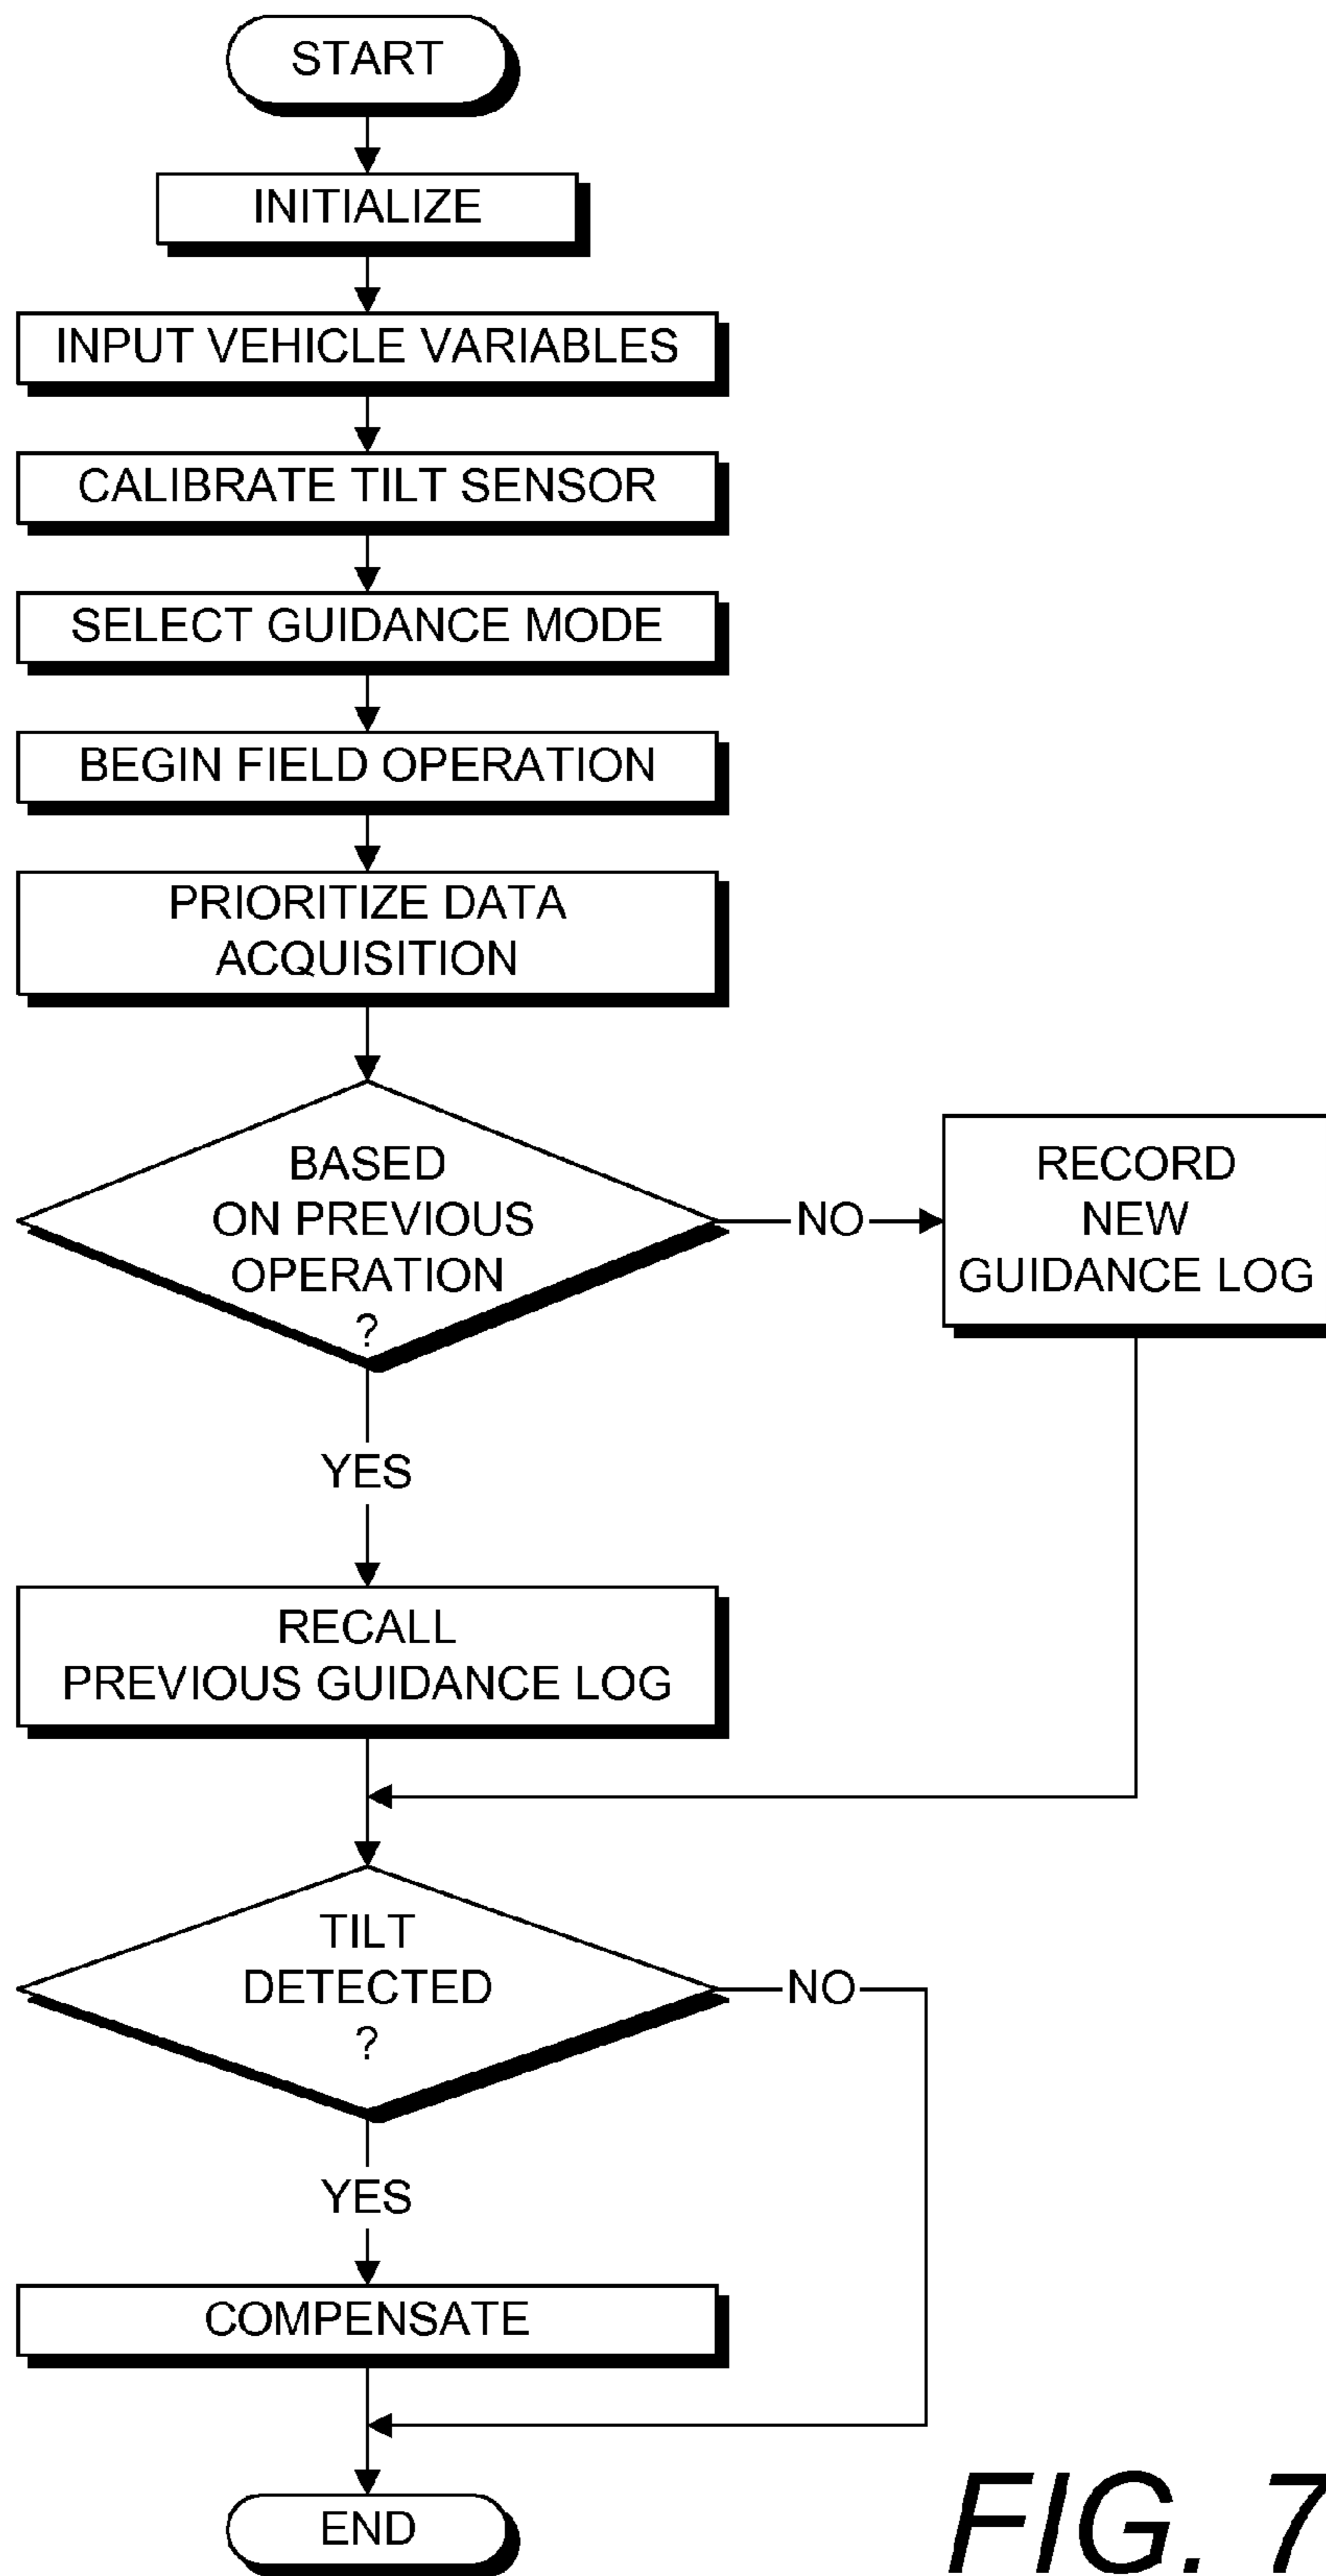 START
INITIALIZE
INPUT VEHICLE VARIABLES
CALIBRATE TILT SENSOR
SELECT GUIDANCE MODE
BEGIN FIELD OPERATION
PRIORITIZE DATA
ACQUISITION
BASED
ON PREVIOUS
OPERATION
?
NO
RECORD
NEW
GUIDANCE LOG
YES
RECALL
PREVIOUS GUIDANCE LOG
TILT
DETECTED
?
NO
YES
COMPENSATE
END
FIG. 7